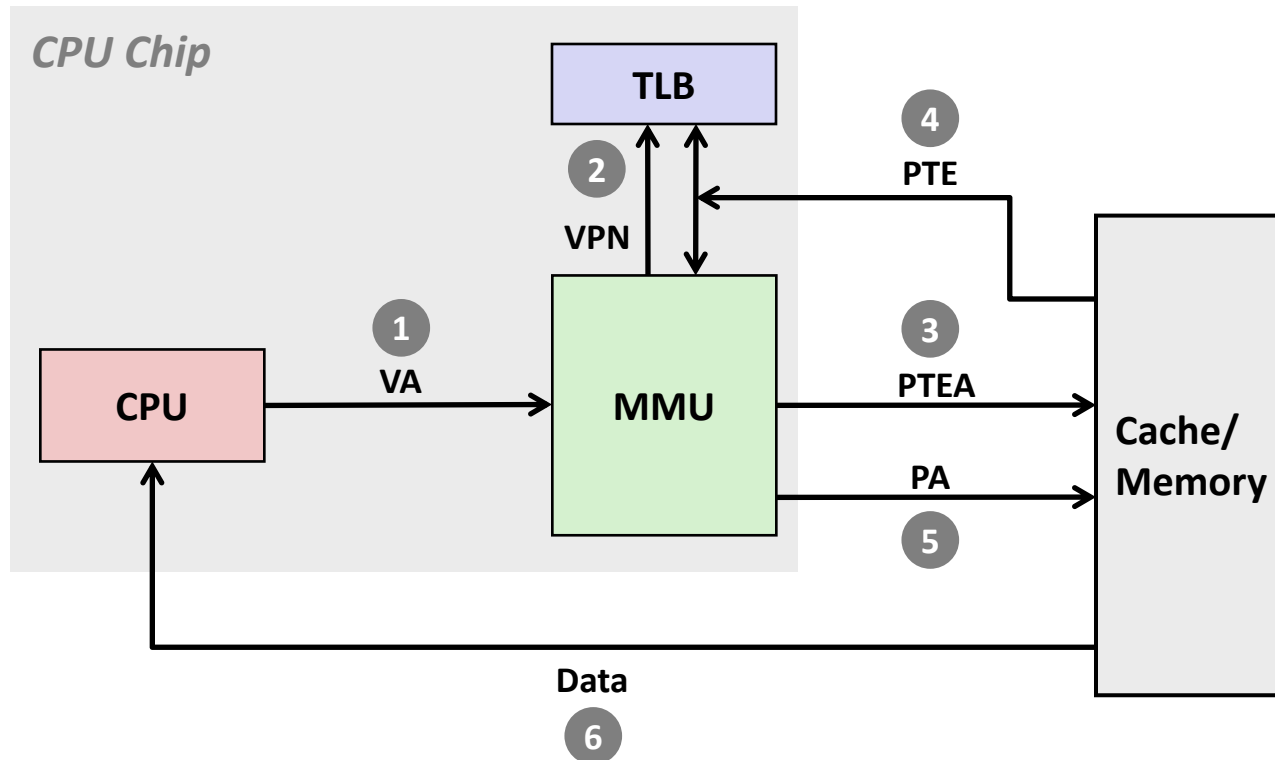 CPU Chip
TLB
4
2
PTE
VPN
1
3
VA
PTEA
CPU
MMU
Cache/
Memory
PA
5
Data
6